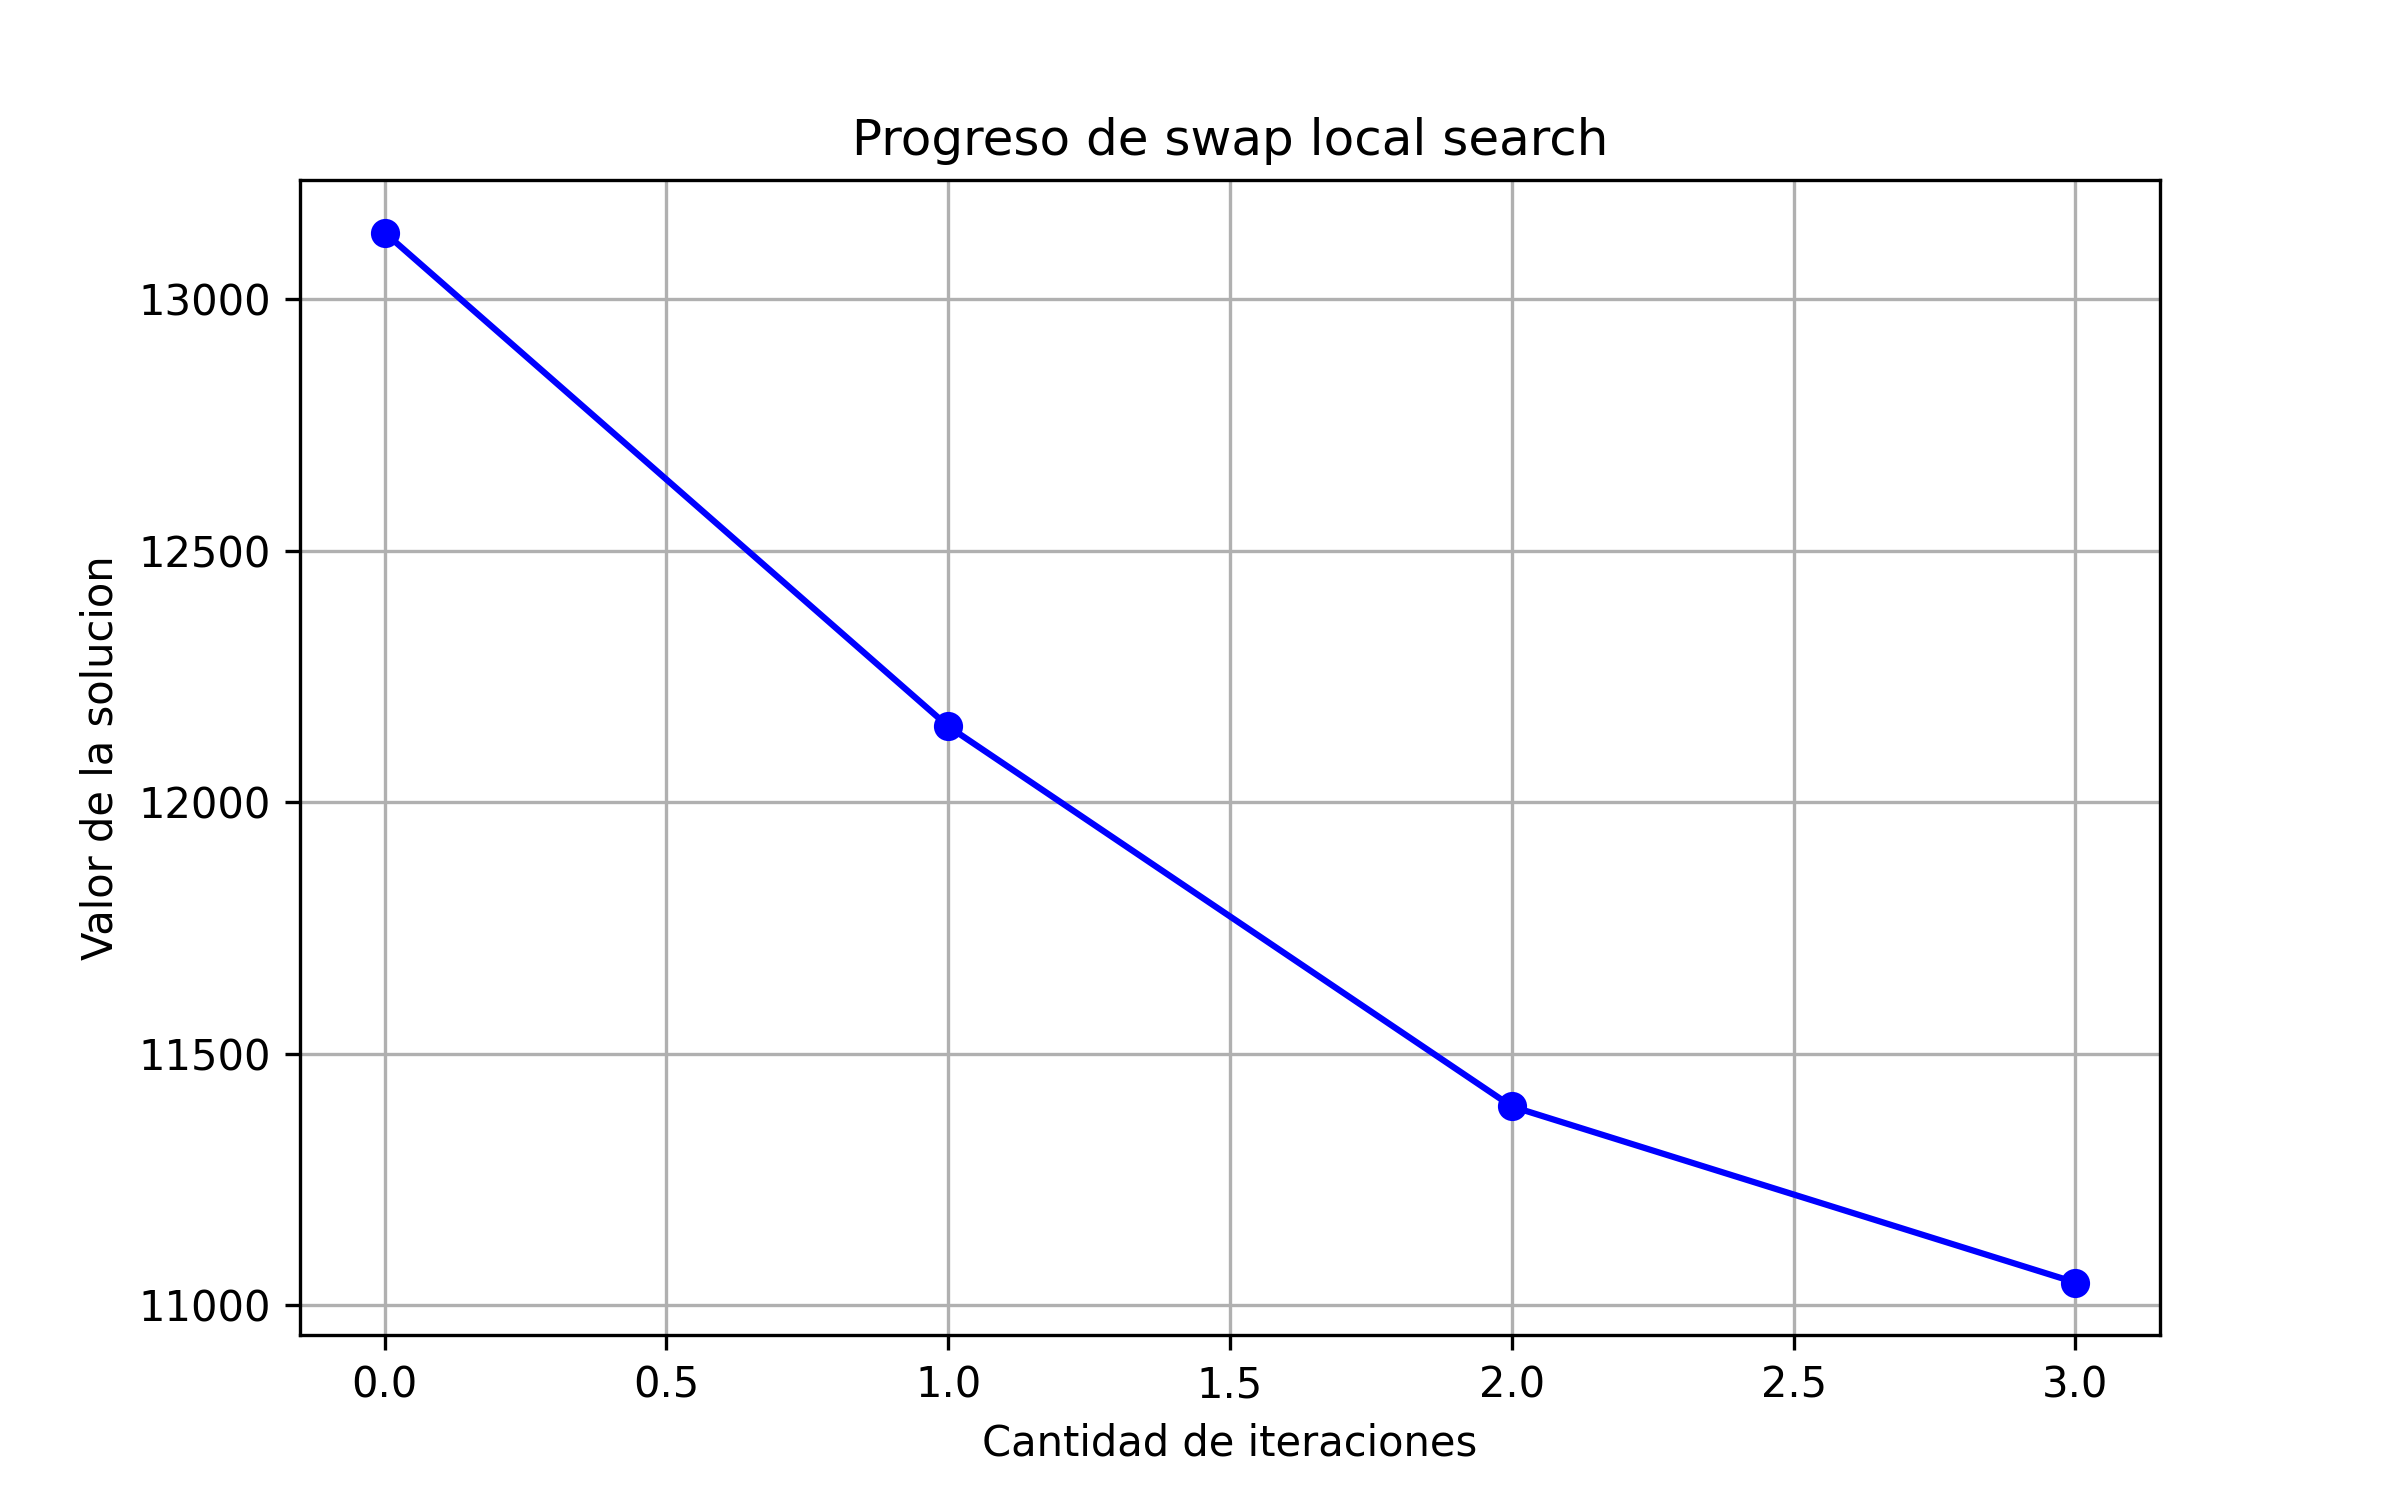 Progreso de swap local search
Valor de la solucion
13000
12500
12000
11500
11000
0.0 0.5 1.0 1.5 2.0 2.5 3.0
Cantidad de iteraciones